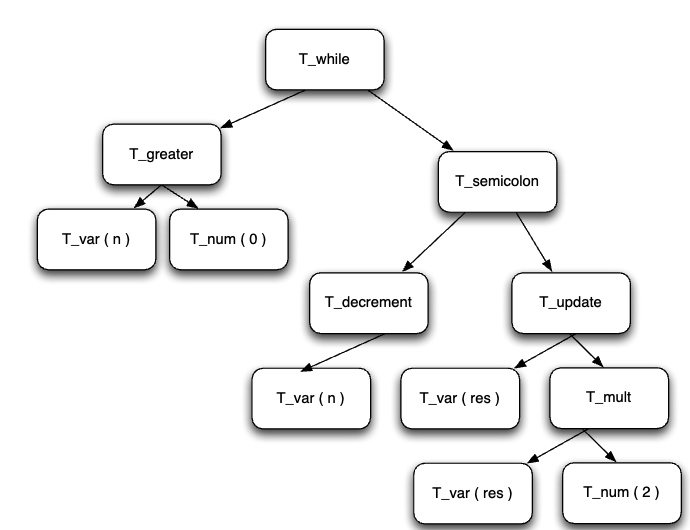 T_while
T_greater
T_semicolon
T_var ( n )
T_num ( 0 )
T_decrement
T_update
T_var ( n )
T_var ( res )
T_mult
T_var ( res )
T_num ( 2 )